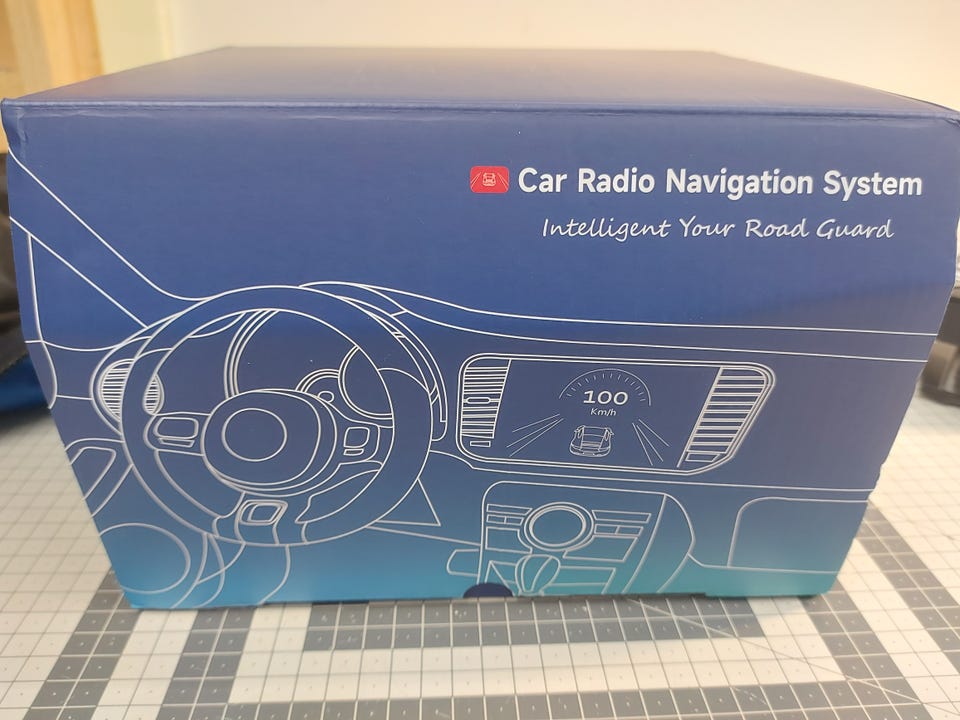 Car Radio Navigation System
Intelligent Your Road Guard
100
Km/h